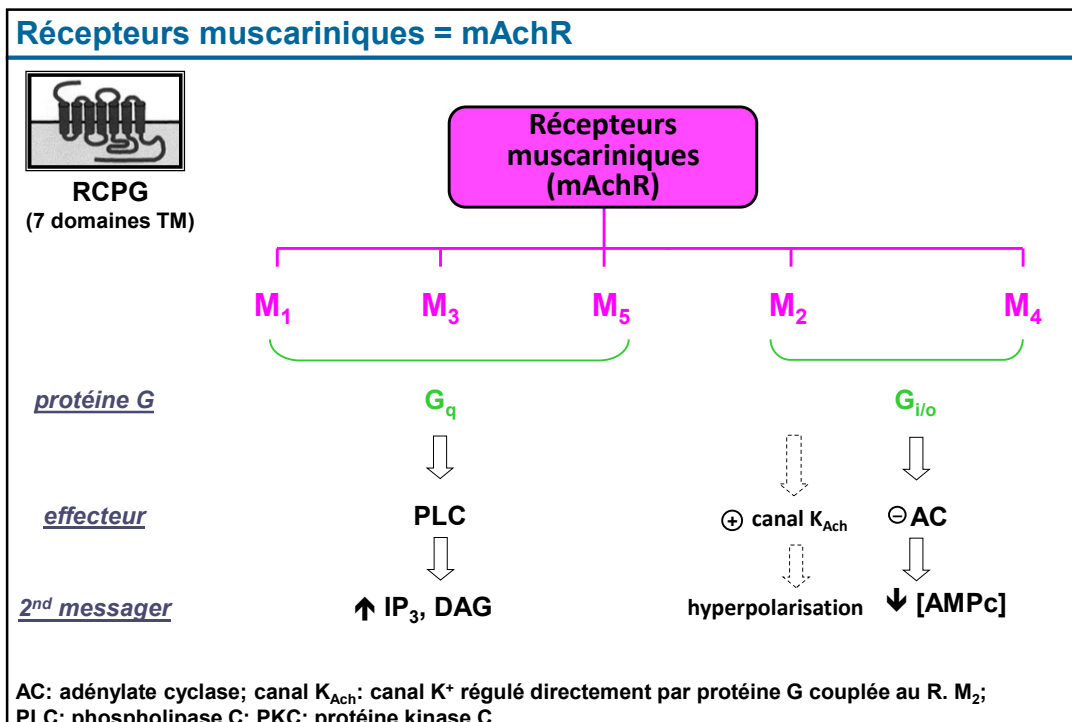 Récepteurs muscariniques = mAchR
RCPG
(7 domaines TM)
Récepteurs
muscariniques
(mAchR)
M₁ M₃ M₅ M₂ M₄
protéine G Gq Gi/o
effecteur PLC ⊕ canal KAch ⊖ AC
2nd messager ↑ IP₃, DAG hyperpolarisation ↓ [AMPc]
AC: adénylate cyclase; canal KAch: canal K⁺ régulé directement par protéine G couplée au R. M₂;
PLC: phospholipase C; PKC: protéine kinase C